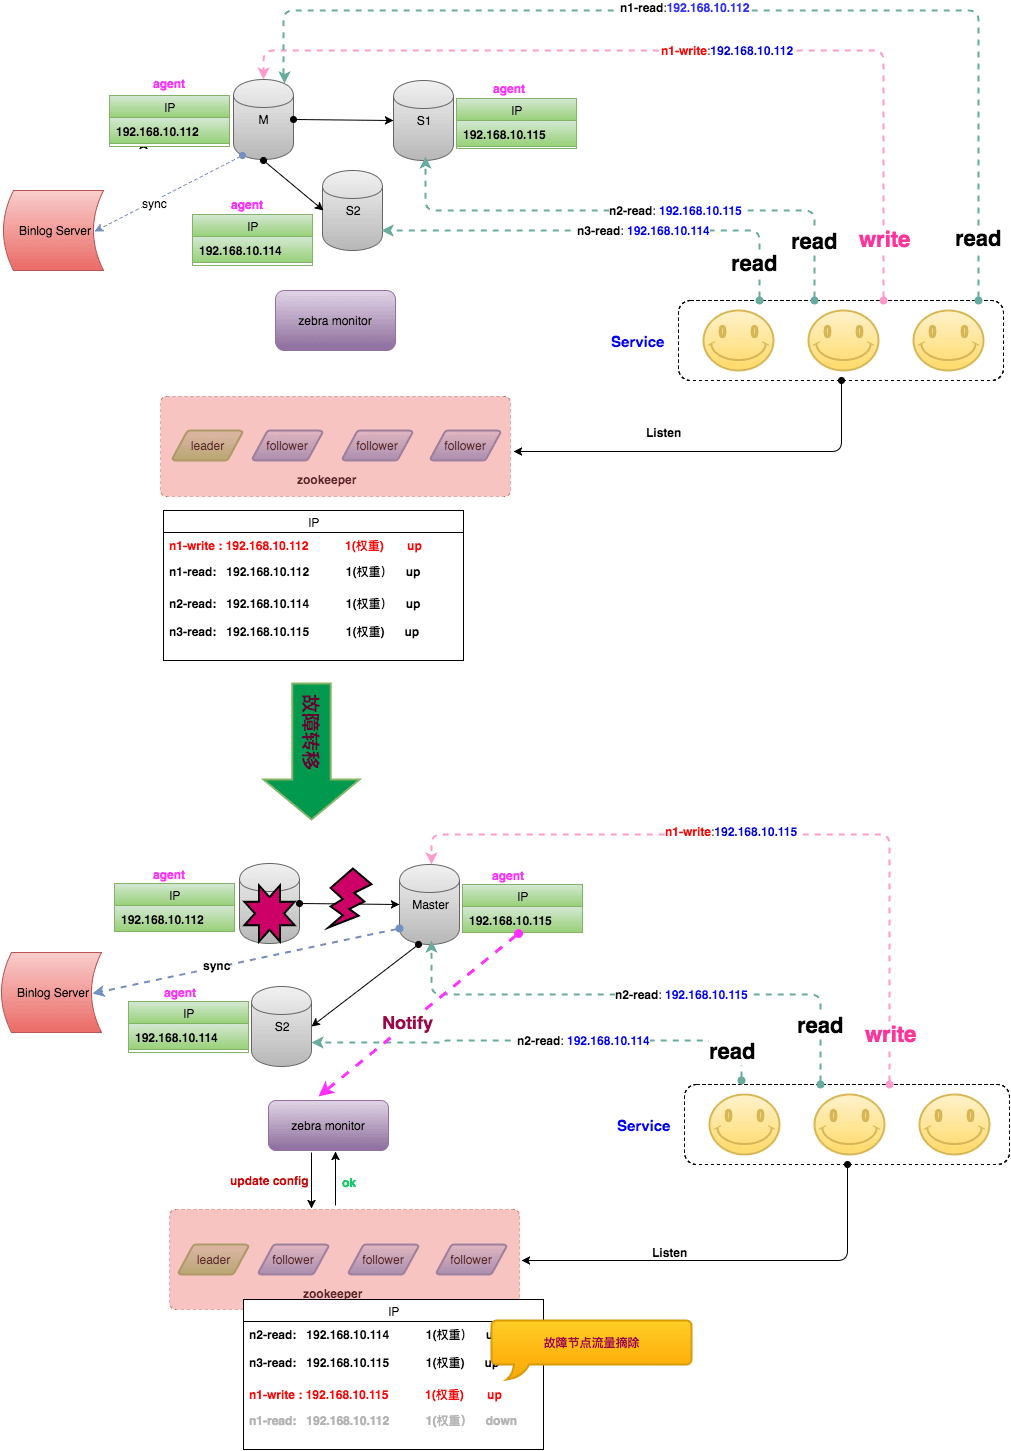 n1-read:192.168.10.112
n1-write:192.168.10.112
agent
IP
192.168.10.112
M
S1
agent
IP
192.168.10.115
sync
Binlog Server
agent
IP
192.168.10.114
S2
n2-read: 192.168.10.115
n3-read: 192.168.10.114
read
read
write
read
zebra monitor
Service
Listen
leader
follower
follower
follower
zookeeper
IP
n1-write : 192.168.10.112 1(权重) up
n1-read: 192.168.10.112 1(权重) up
n2-read: 192.168.10.114 1(权重) up
n3-read: 192.168.10.115 1(权重) up
故障转移
n1-write:192.168.10.115
agent
IP
192.168.10.112
Master
agent
IP
192.168.10.115
sync
Binlog Server
agent
IP
192.168.10.114
S2
Notify
n2-read: 192.168.10.115
n2-read: 192.168.10.114
read
read
write
zebra monitor
Service
update config
ok
Listen
leader
follower
follower
follower
zookeeper
IP
n2-read: 192.168.10.114 1(权重) u
n3-read: 192.168.10.115 1(权重) up
故障节点流量摘除
n1-write : 192.168.10.115 1(权重) up
n1-read: 192.168.10.112 1(权重) down